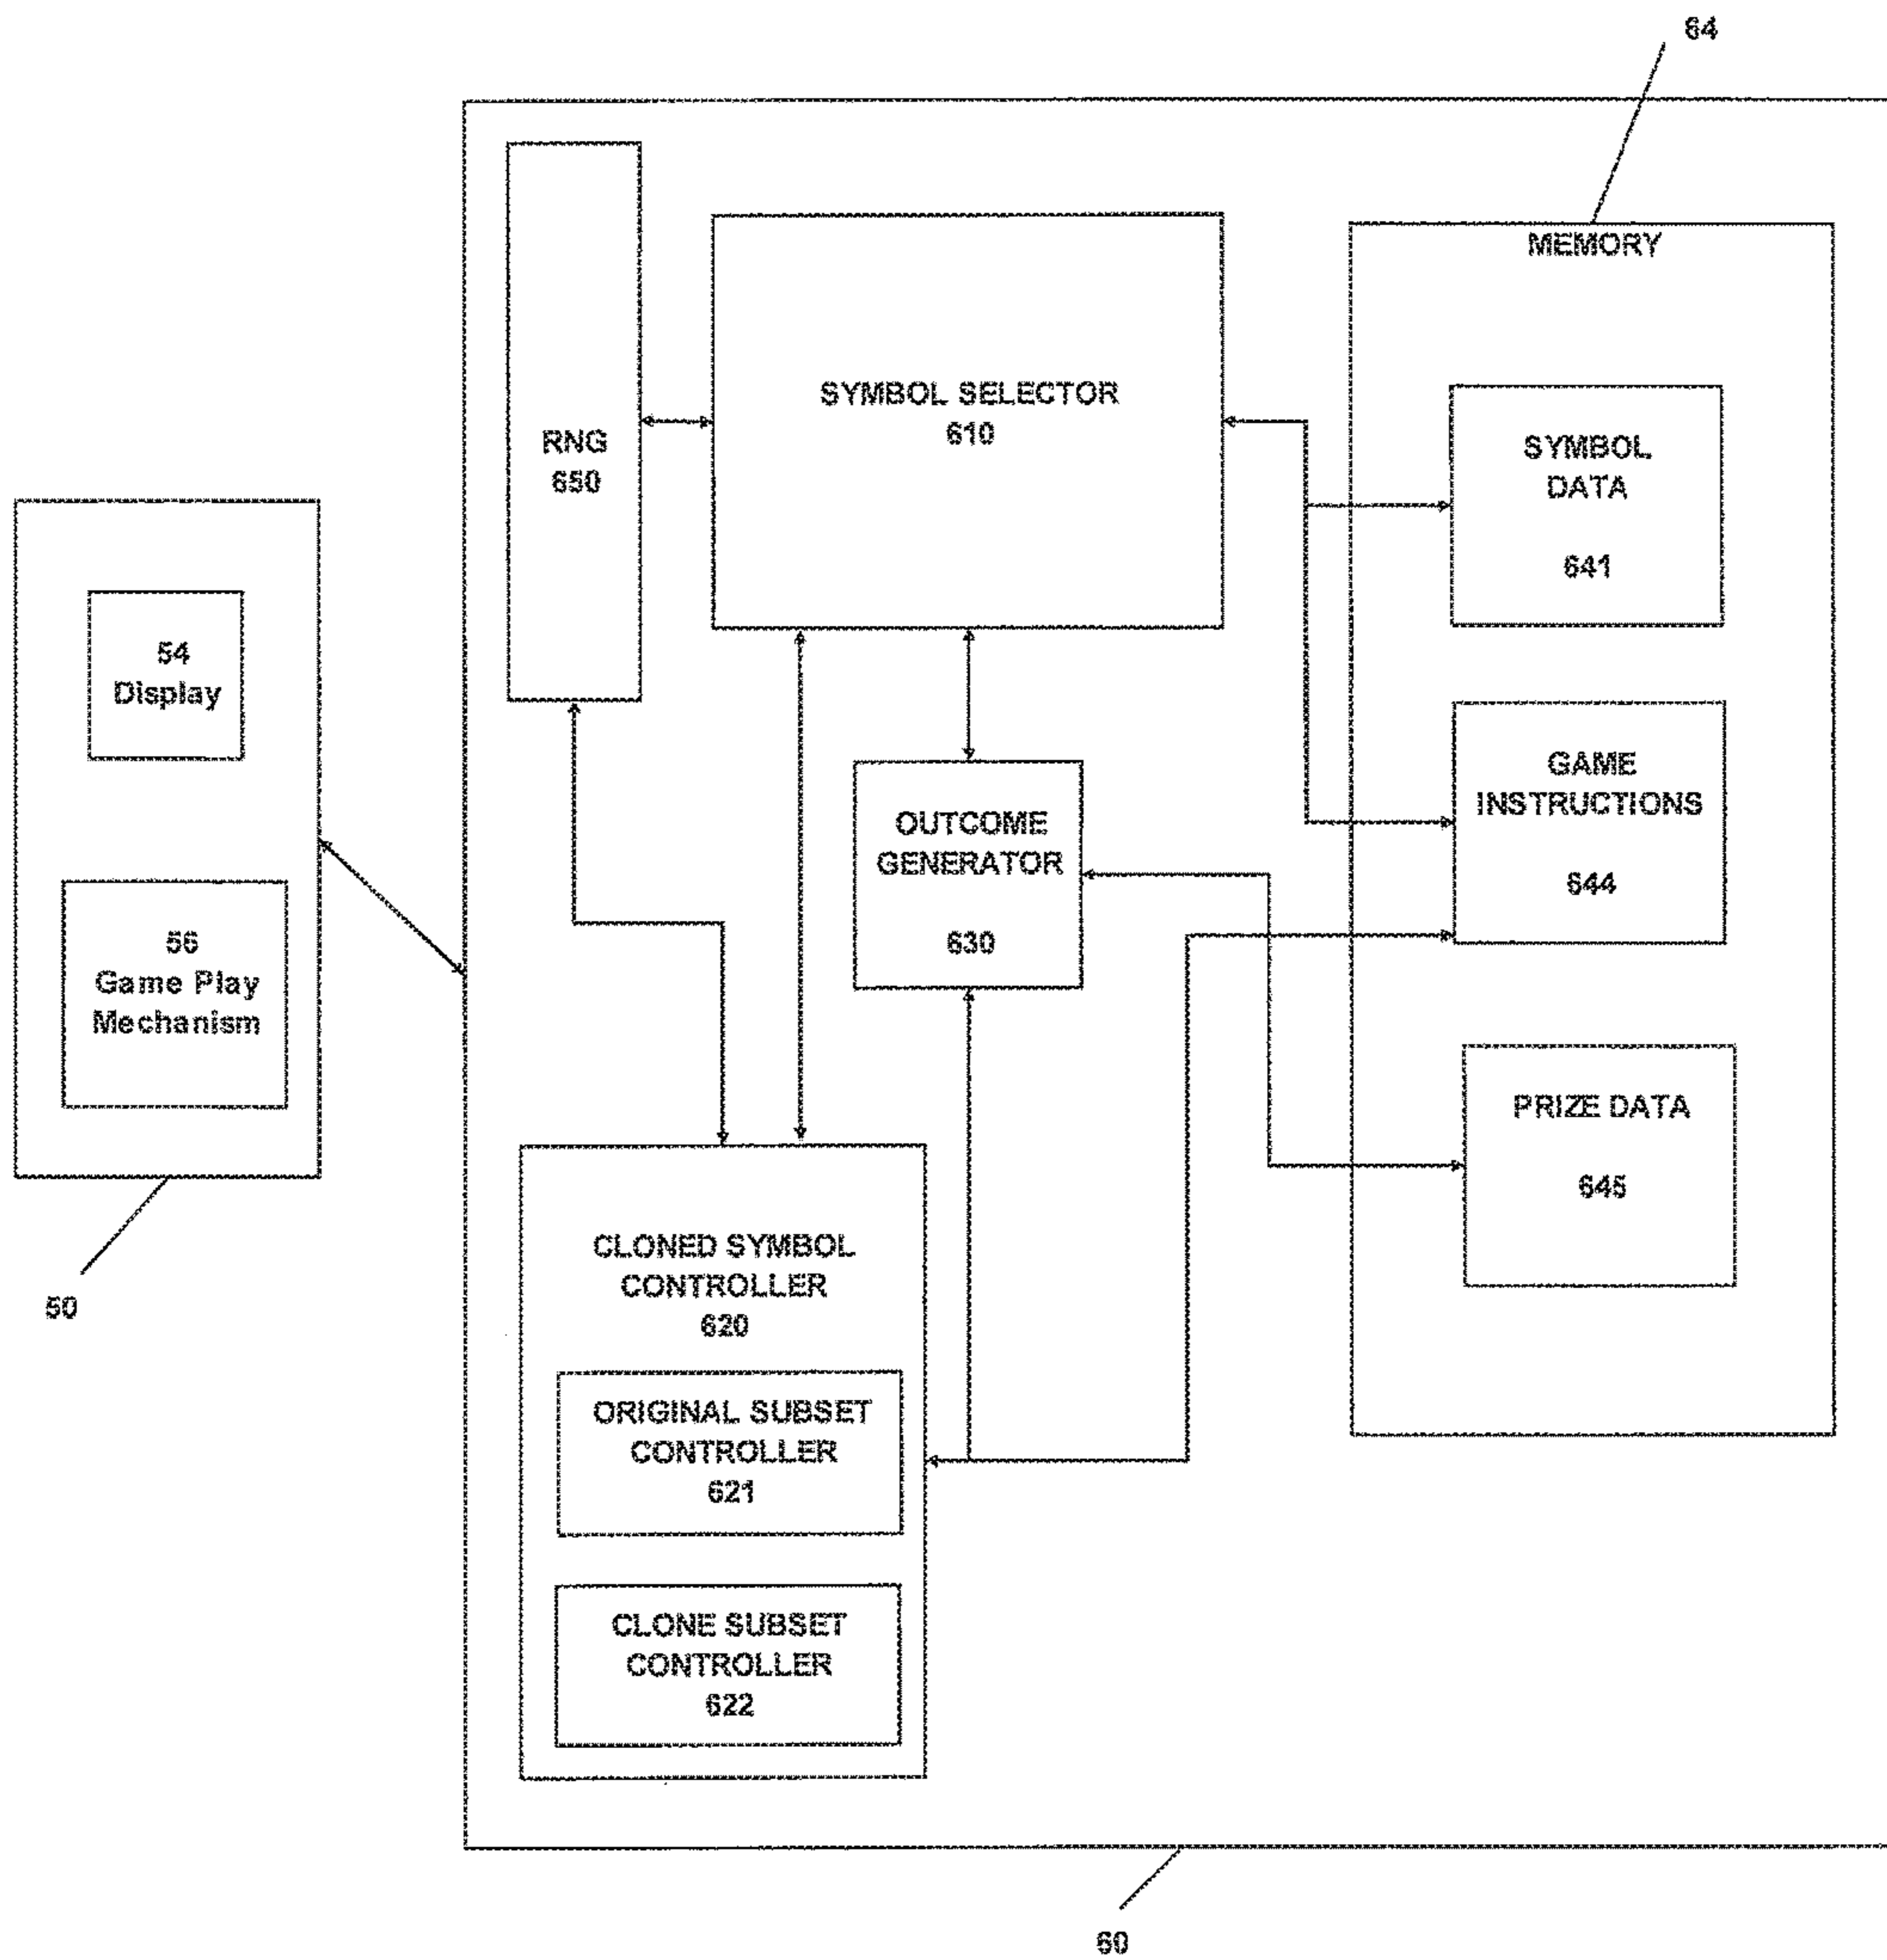 64
MEMORY
SYMBOL SELECTOR
610
RNG
650
SYMBOL
DATA
641
54
Display
GAME
INSTRUCTIONS
644
OUTCOME
GENERATOR
630
56
Game Play
Mechanism
PRIZE DATA
645
50
CLONED SYMBOL
CONTROLLER
620
ORIGINAL SUBSET
CONTROLLER
621
CLONE SUBSET
CONTROLLER
622
60